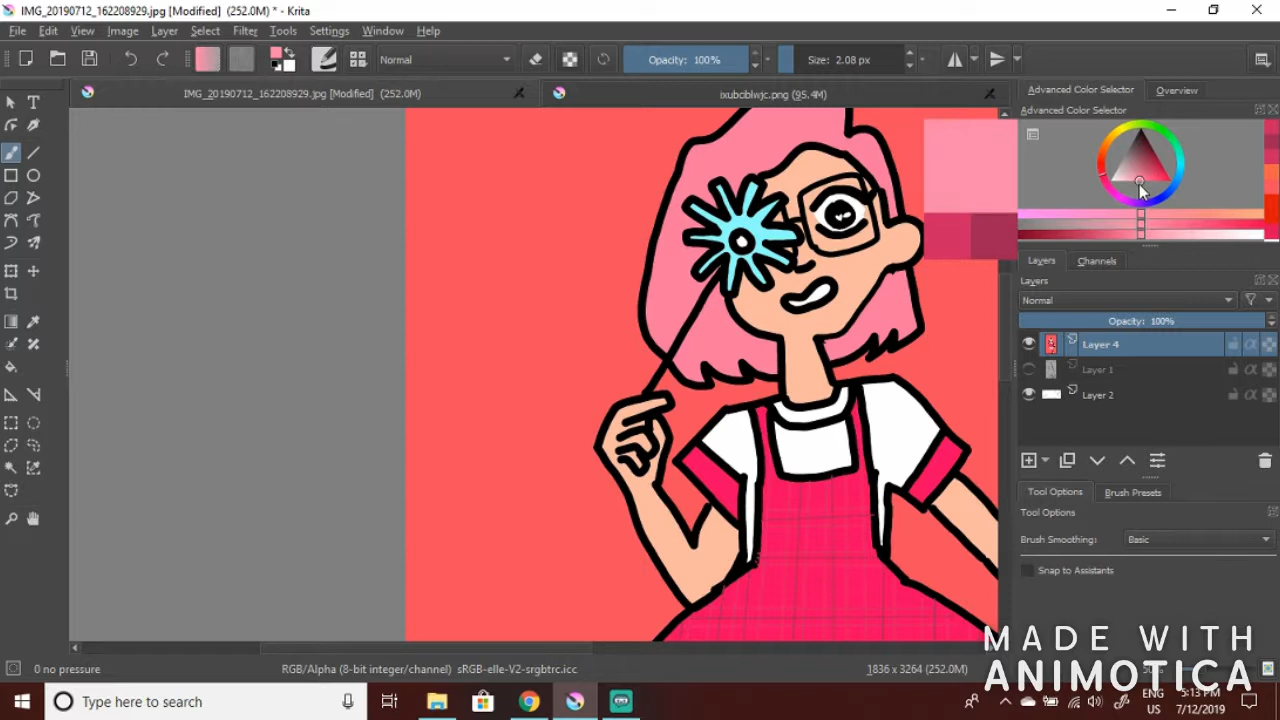 IMG_20190712_162208929.jpg [Modified] (252.0M) * - Krita
File Edit View Image Layer Select Filter Tools Settings Window Help
Normal Opacity: 100% Size: 2.08 px
IMG_20190712_162208929.jpg [Modified] (252.0M) ixubcblwjc.png (95.4M)
Advanced Color Selector Overview
Advanced Color Selector
Layers Channels
Layers
Normal
Opacity: 100%
Layer 4
Layer 1
Layer 2
Tool Options Brush Presets
Tool Options
Brush Smoothing: Basic
Snap to Assistants
MADE WITH
ANIMOTICA
0 no pressure RGB/Alpha (8-bit integer/channel) sRGB-elle-V2-srgbtrc.icc 1836 x 3264 (252.0M)
Type here to search
ENG
US
5:13 PM
7/12/2019